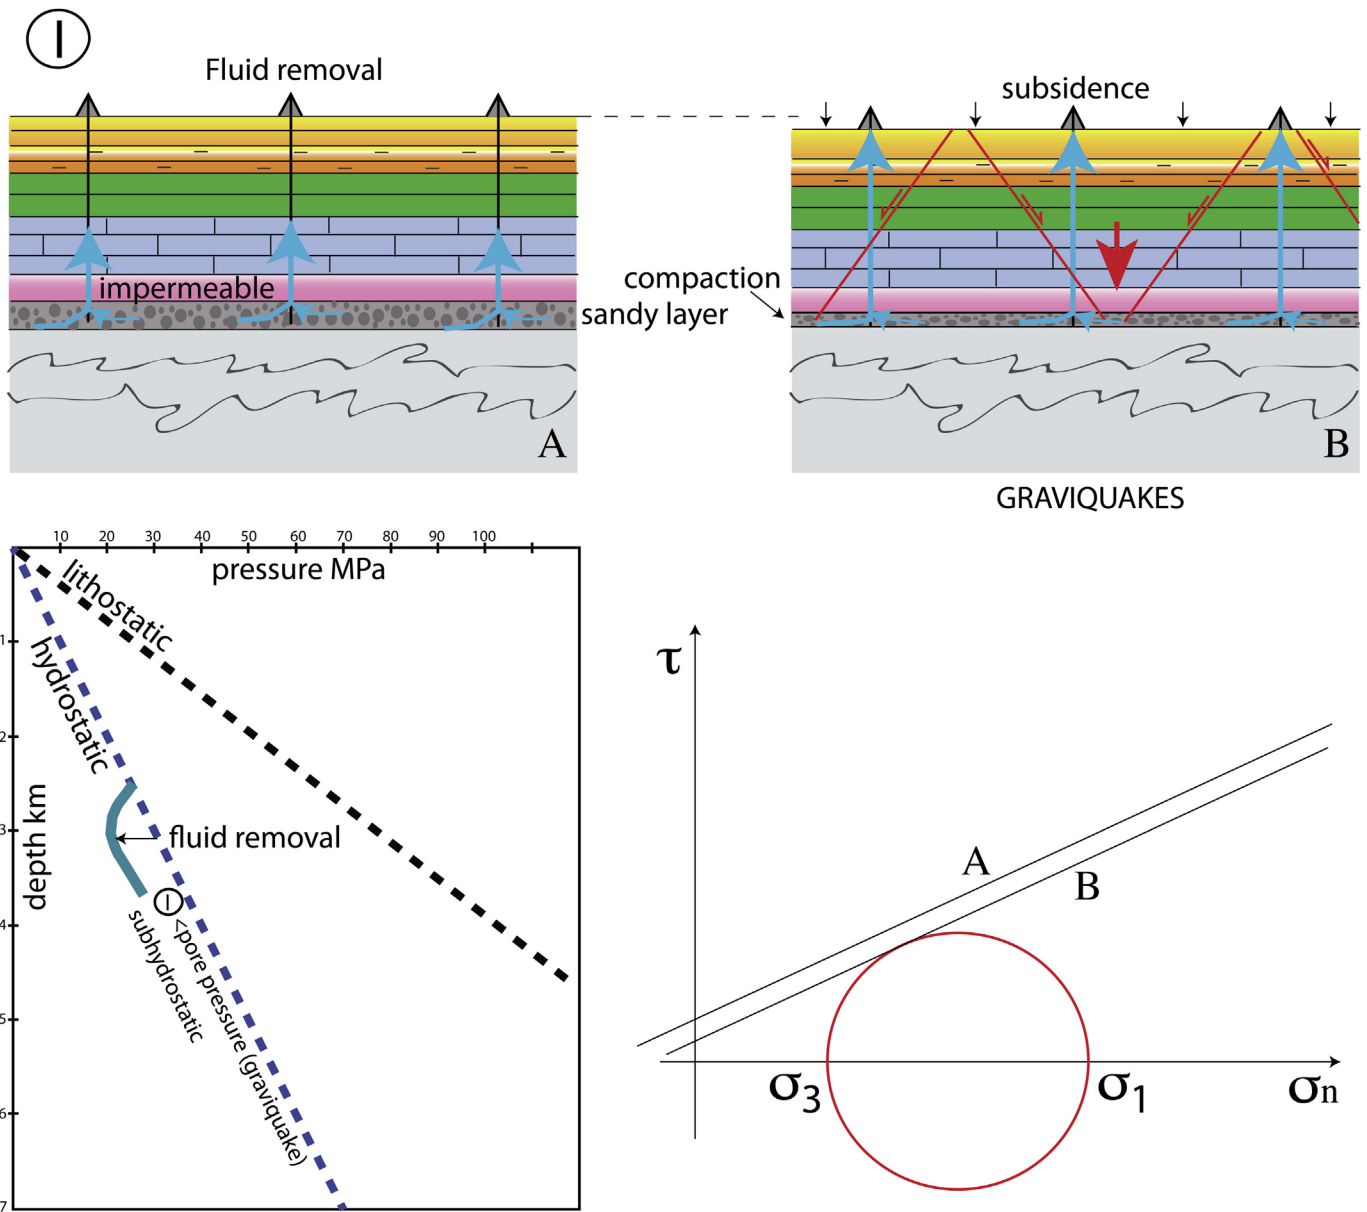 I
Fluid removal
impermeable
A
subsidence
compaction
sandy layer
B
GRAVIQUAKES
10 20 30 40 50 60 70 80 90 100
pressure MPa
lithostatic
hydrostatic
1
2
3
4
5
6
7
depth km
fluid removal
I
<pore pressure (graviquake)
subhydrostatic
τ
A
B
σ3
σ1
σn